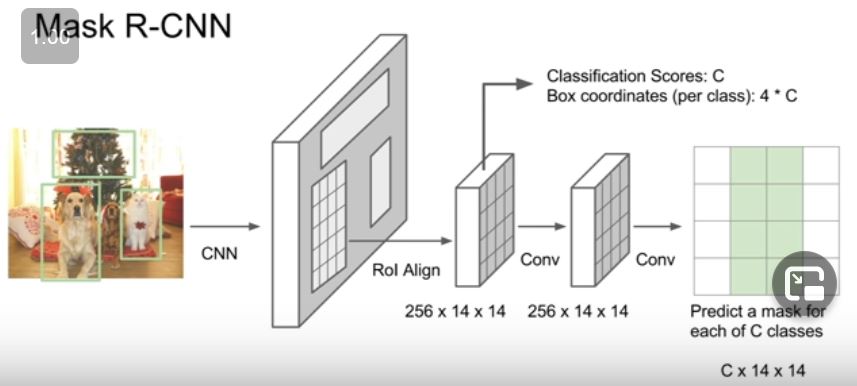 Mask R-CNN
1.00
Classification Scores: C
Box coordinates (per class): 4 * C
CNN
RoI Align
Conv
Conv
256 x 14 x 14
256 x 14 x 14
Predict a mask for
each of C classes
C x 14 x 14